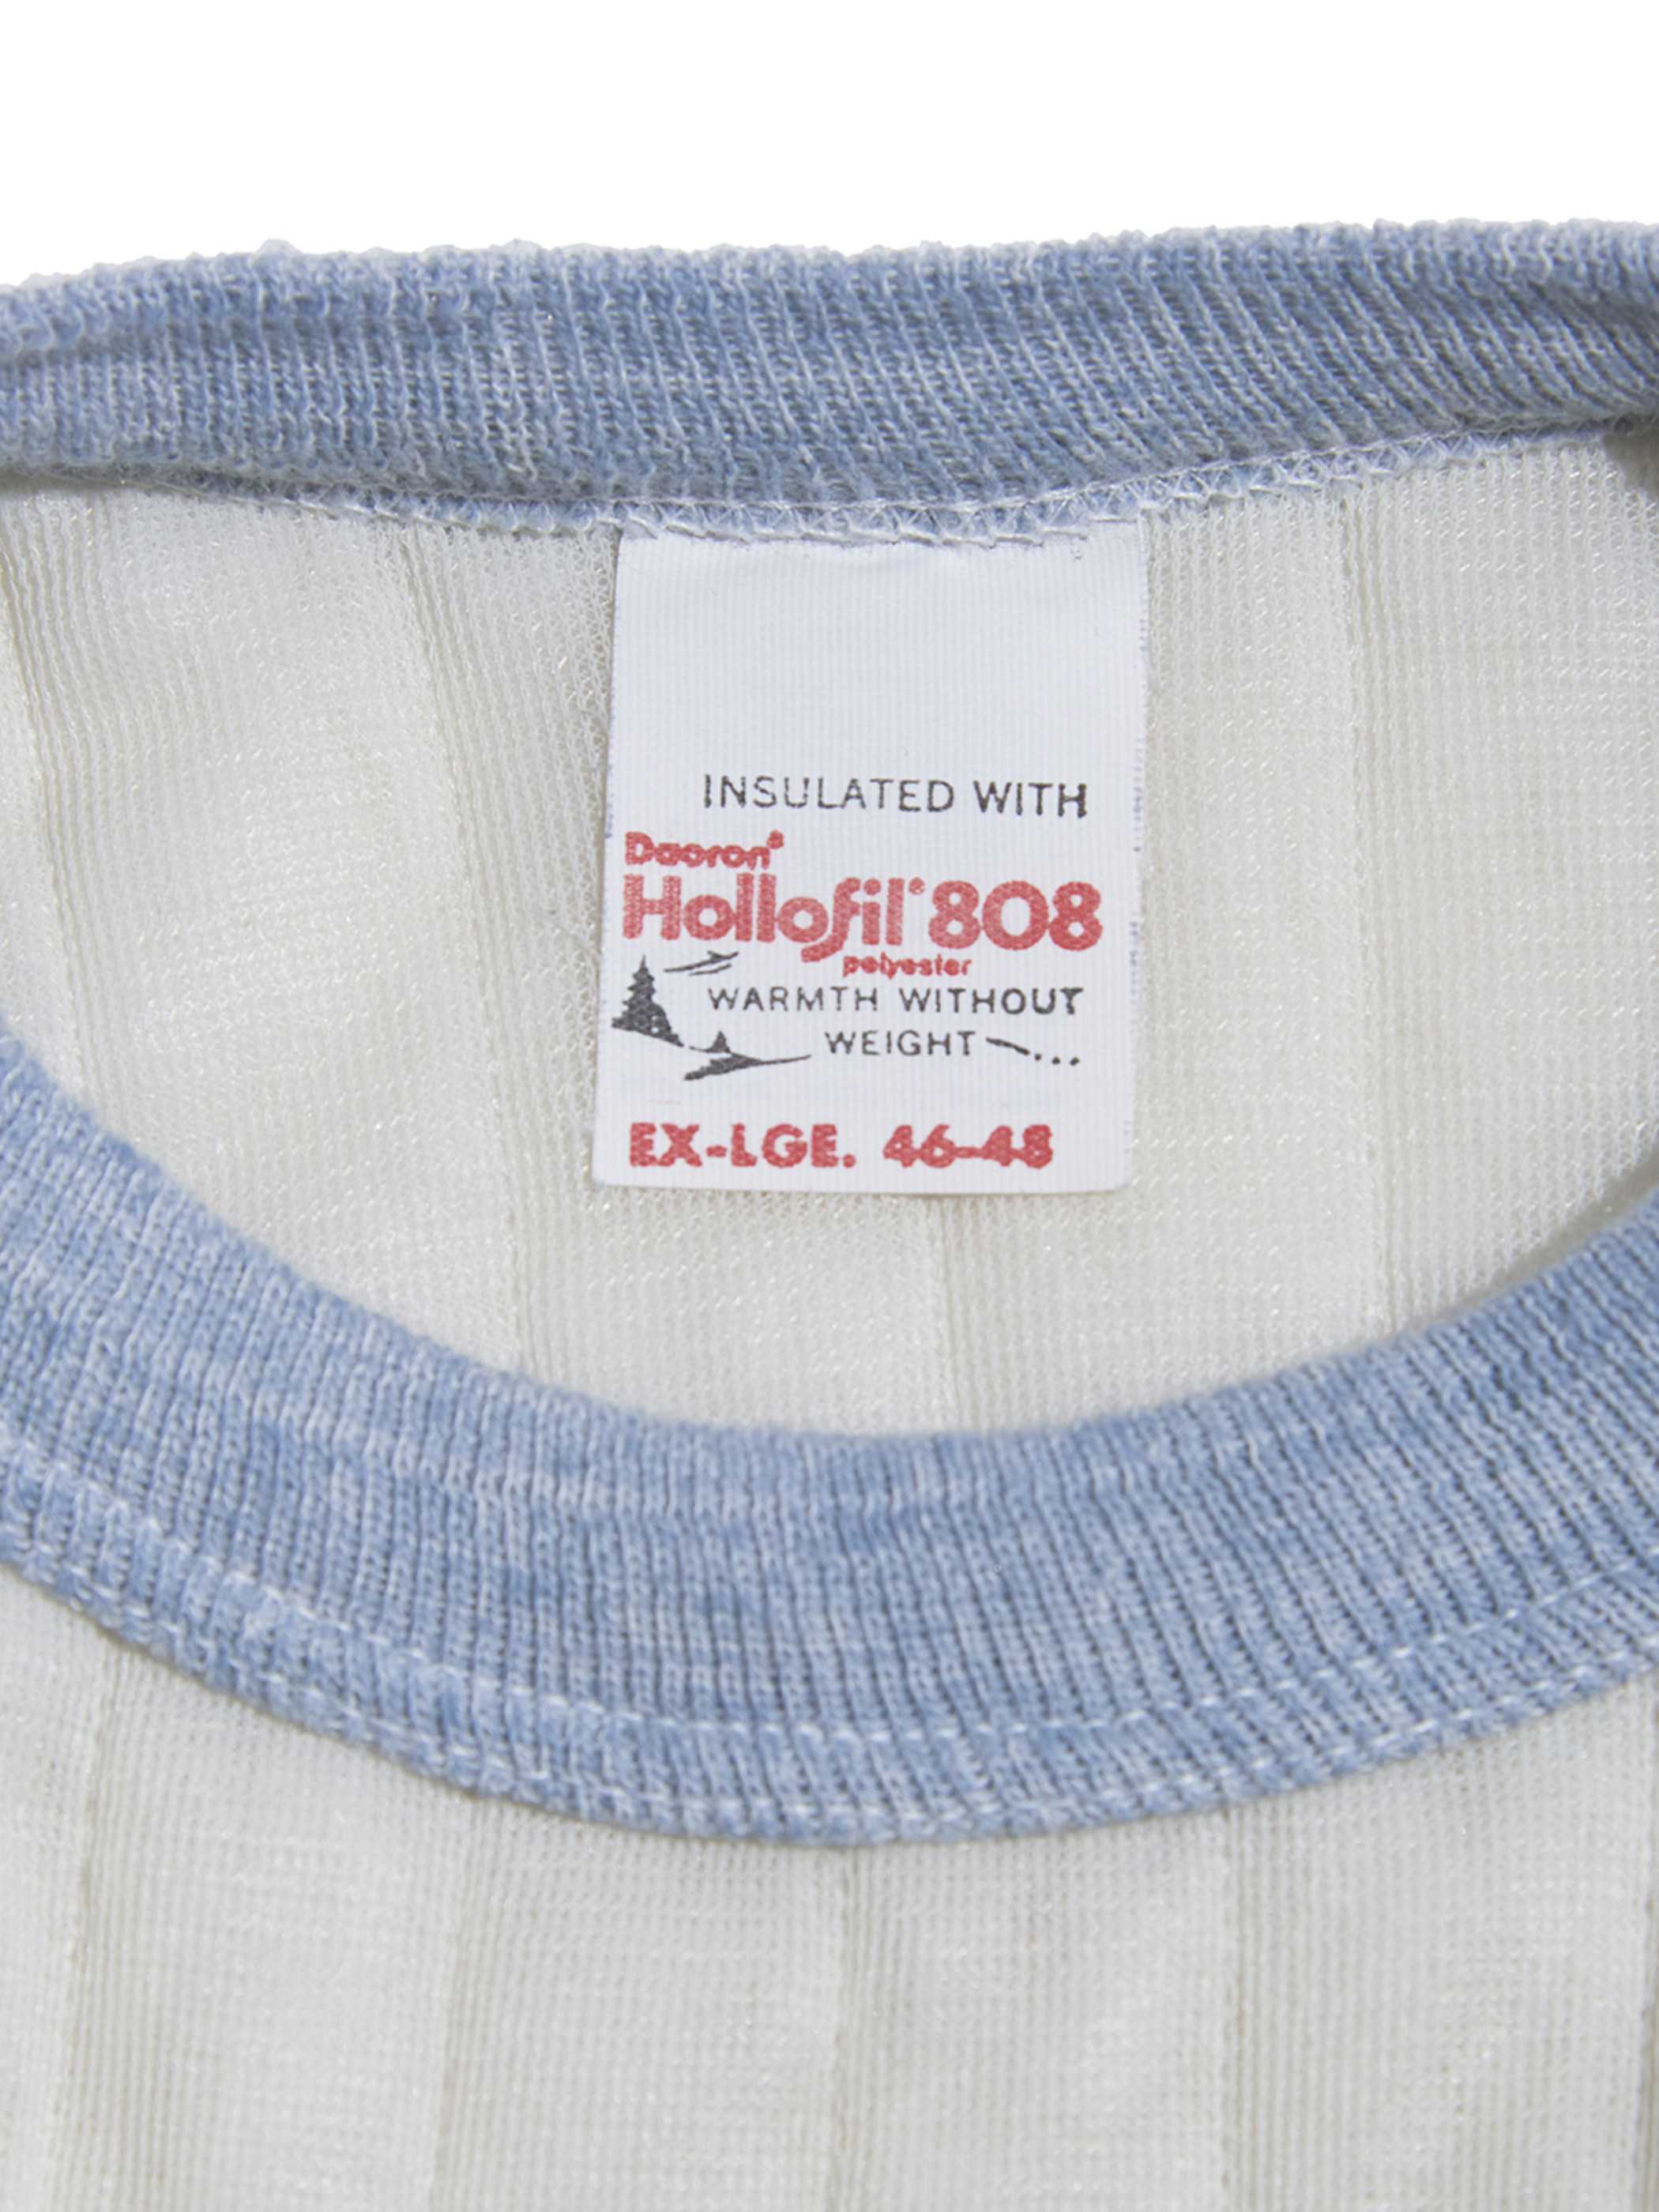 INSULATED WITH
Dacron®
Hollofil® 808
polyester
WARMTH WITHOUT
WEIGHT ~...
EX-LGE. 46-48